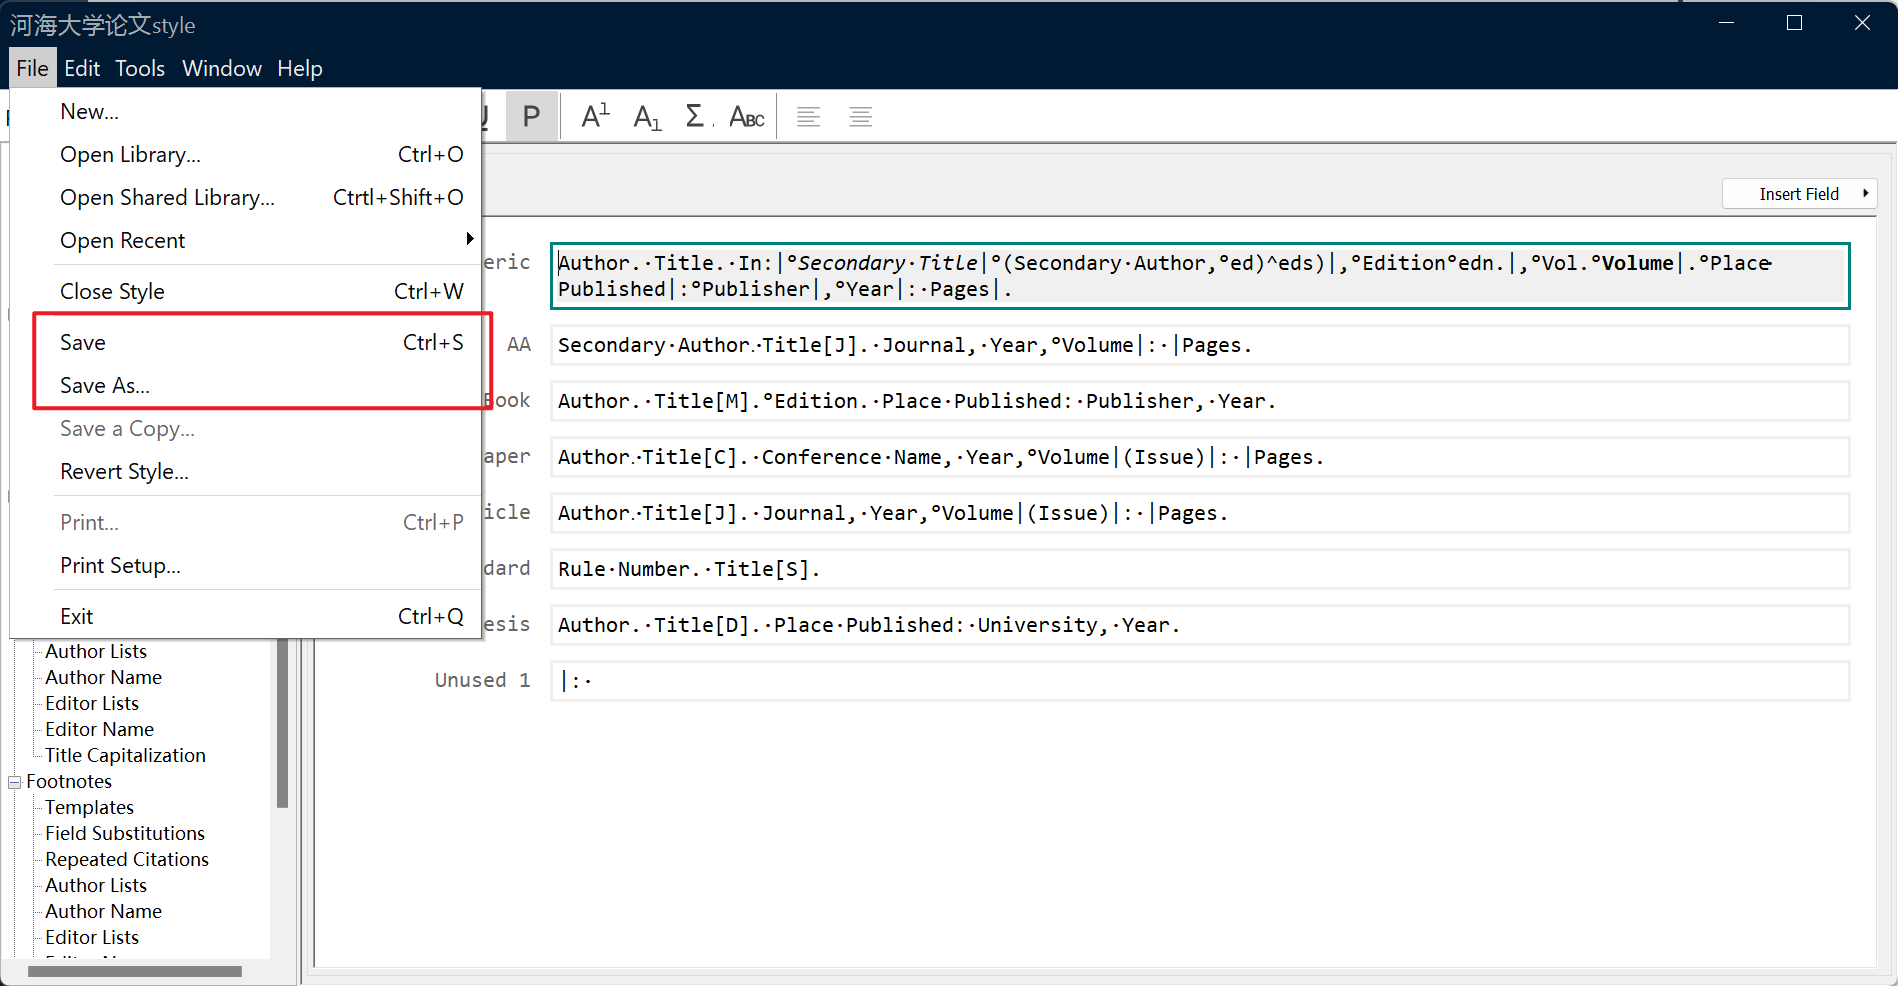 河海大学论文style
File Edit Tools Window Help
New...
Open Library... Ctrl+O
Open Shared Library... Ctrtl+Shift+O
Open Recent
Close Style Ctrl+W
Save Ctrl+S
Save As...
Save a Copy...
Revert Style...
Print... Ctrl+P
Print Setup...
Exit Ctrl+Q
P A1 A1 Σ ABC
Insert Field
eric
Author.·Title.·In:|°Secondary·Title|°(Secondary·Author,°ed)^eds)|,°Edition°edn.|,°Vol.°Volume|.°Place·
Published|:°Publisher|,°Year|:·Pages|.
AA Secondary·Author.·Title[J].·Journal,·Year,°Volume|:·|Pages.
Book Author.·Title[M].°Edition.·Place·Published:·Publisher,·Year.
aper Author.·Title[C].·Conference·Name,·Year,°Volume|(Issue)|:·|Pages.
icle Author.·Title[J].·Journal,·Year,°Volume|(Issue)|:·|Pages.
dard Rule·Number.·Title[S].
esis Author.·Title[D].·Place·Published:·University,·Year.
Unused 1 |:·
Author Lists
Author Name
Editor Lists
Editor Name
Title Capitalization
Footnotes
Templates
Field Substitutions
Repeated Citations
Author Lists
Author Name
Editor Lists